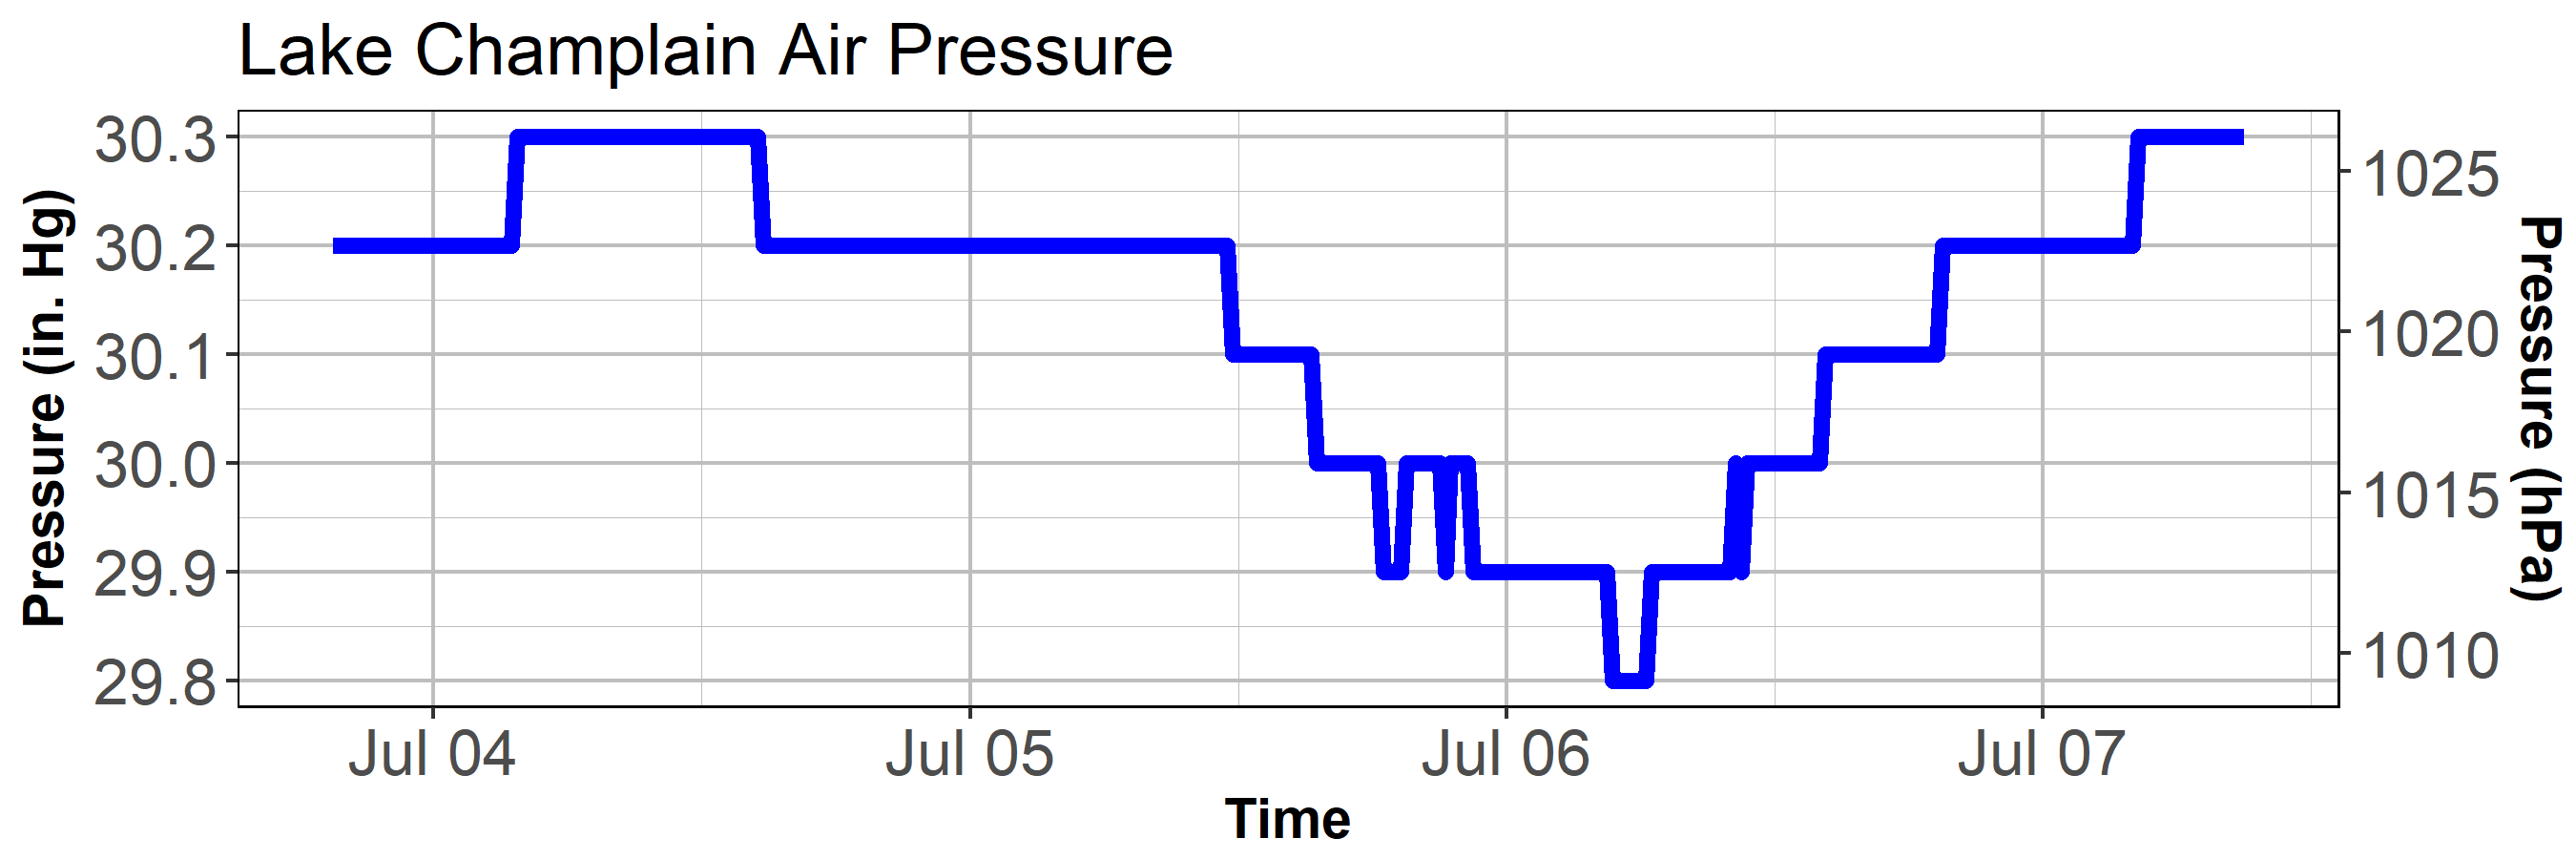 Lake Champlain Air Pressure
Pressure (in. Hg)
30.3
30.2
30.1
30.0
29.9
29.8
1025
1020
1015
1010
Pressure (hPa)
Jul 04 Jul 05 Jul 06 Jul 07
Time